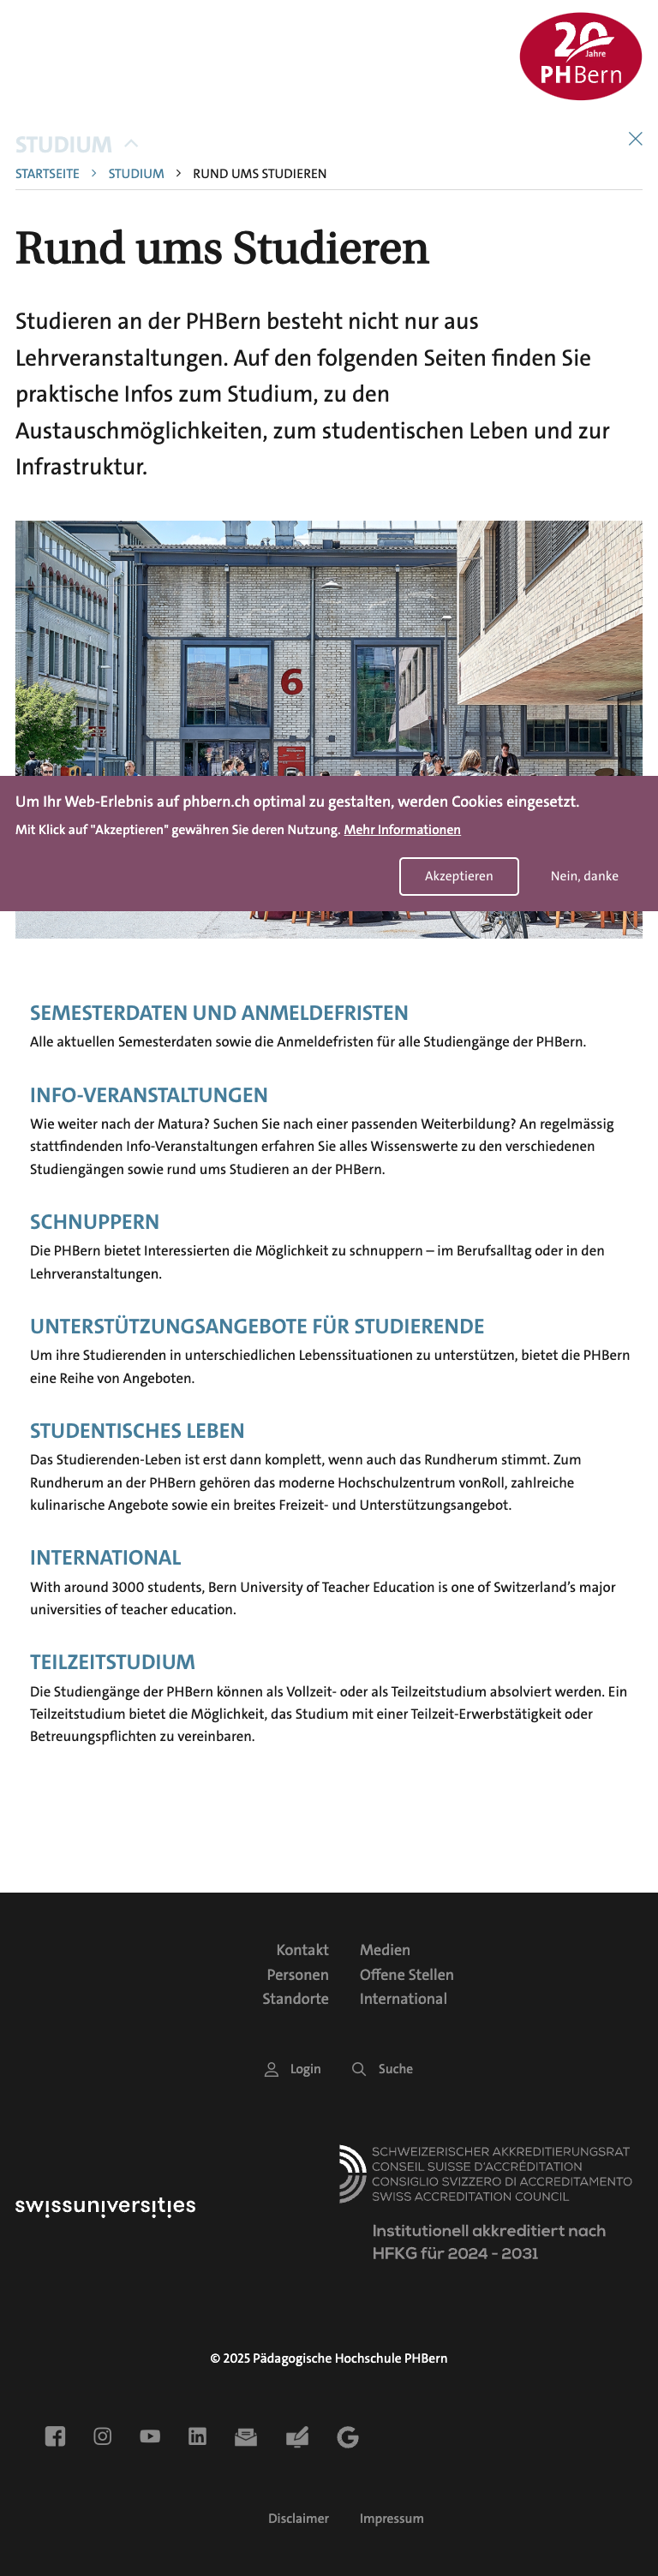 20
Jahre
PHBern
STUDIUM
STARTSEITE > STUDIUM > RUND UMS STUDIEREN
Rund ums Studieren
Studieren an der PHBern besteht nicht nur aus
Lehrveranstaltungen. Auf den folgenden Seiten finden Sie
praktische Infos zum Studium, zu den
Austauschmöglichkeiten, zum studentischen Leben und zur
Infrastruktur.
6
Um Ihr Web-Erlebnis auf phbern.ch optimal zu gestalten, werden Cookies eingesetzt.
Mit Klick auf "Akzeptieren" gewähren Sie deren Nutzung. Mehr Informationen
Akzeptieren Nein, danke
SEMESTERDATEN UND ANMELDEFRISTEN
Alle aktuellen Semesterdaten sowie die Anmeldefristen für alle Studiengänge der PHBern.
INFO-VERANSTALTUNGEN
Wie weiter nach der Matura? Suchen Sie nach einer passenden Weiterbildung? An regelmässig
stattfindenden Info-Veranstaltungen erfahren Sie alles Wissenswerte zu den verschiedenen
Studiengängen sowie rund ums Studieren an der PHBern.
SCHNUPPERN
Die PHBern bietet Interessierten die Möglichkeit zu schnuppern – im Berufsalltag oder in den
Lehrveranstaltungen.
UNTERSTÜTZUNGSANGEBOTE FÜR STUDIERENDE
Um ihre Studierenden in unterschiedlichen Lebenssituationen zu unterstützen, bietet die PHBern
eine Reihe von Angeboten.
STUDENTISCHES LEBEN
Das Studierenden-Leben ist erst dann komplett, wenn auch das Rundherum stimmt. Zum
Rundherum an der PHBern gehören das moderne Hochschulzentrum vonRoll, zahlreiche
kulinarische Angebote sowie ein breites Freizeit- und Unterstützungsangebot.
INTERNATIONAL
With around 3000 students, Bern University of Teacher Education is one of Switzerland’s major
universities of teacher education.
TEILZEITSTUDIUM
Die Studiengänge der PHBern können als Vollzeit- oder als Teilzeitstudium absolviert werden. Ein
Teilzeitstudium bietet die Möglichkeit, das Studium mit einer Teilzeit-Erwerbstätigkeit oder
Betreuungspflichten zu vereinbaren.
Kontakt Medien
Personen Offene Stellen
Standorte International
Login Suche
SCHWEIZERISCHER AKKREDITIERUNGSRAT
CONSEIL SUISSE D'ACCRÉDITATION
CONSIGLIO SVIZZERO DI ACCREDITAMENTO
SWISS ACCREDITATION COUNCIL
swissuniversities
Institutionell akkreditiert nach
HFKG für 2024 - 2031
© 2025 Pädagogische Hochschule PHBern
Disclaimer Impressum